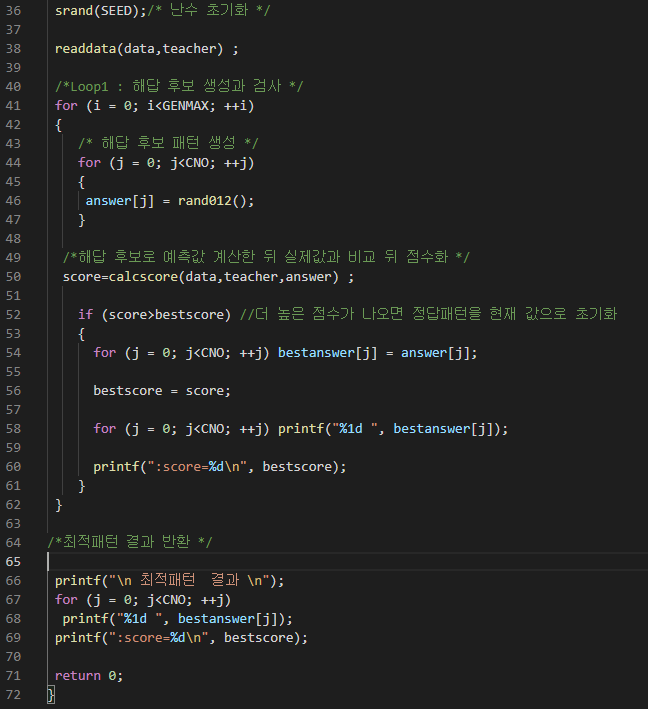 36 srand(SEED);/* 난수 초기화 */
37
38 readdata(data,teacher) ;
39
40 /*Loop1 : 해답 후보 생성과 검사 */
41 for (i = 0; i<GENMAX; ++i)
42 {
43 /* 해답 후보 패턴 생성 */
44 for (j = 0; j<CNO; ++j)
45 {
46 answer[j] = rand012();
47 }
48
49 /*해답 후보로 예측값 계산한 뒤 실제값과 비교 뒤 점수화 */
50 score=calcscore(data,teacher,answer) ;
51
52 if (score>bestscore) //더 높은 점수가 나오면 정답패턴을 현재 값으로 초기화
53 {
54 for (j = 0; j<CNO; ++j) bestanswer[j] = answer[j];
55
56 bestscore = score;
57
58 for (j = 0; j<CNO; ++j) printf("%1d ", bestanswer[j]);
59
60 printf(":score=%d\n", bestscore);
61 }
62 }
63
64 /*최적패턴 결과 반환 */
65
66 printf("\n 최적패턴  결과 \n");
67 for (j = 0; j<CNO; ++j)
68 printf("%1d ", bestanswer[j]);
69 printf(":score=%d\n", bestscore);
70
71 return 0;
72 }